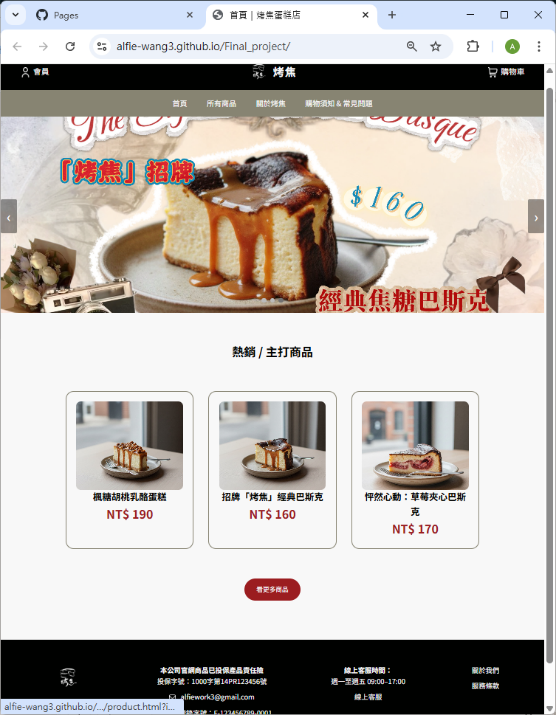 Pages
首頁 | 烤焦蛋糕店
alfie-wang3.github.io/Final_project/
A
會員
烤焦
購物車
首頁
所有商品
關於烤焦
購物須知 & 常見問題
「烤焦」招牌
$160
經典焦糖巴斯克
熱銷 / 主打商品
楓糖胡桃乳酪蛋糕
NT$ 190
招牌「烤焦」經典巴斯克
NT$ 160
怦然心動：草莓夾心巴斯
克
NT$ 170
看更多商品
本公司官網商品已投保產品責任險
投保字號：1000字第14PR123456號
alfiework3@gmail.com
線上客服時間：
週一至週五 09:00–17:00
線上客服
關於我們
服務條款
alfie-wang3.github.io/.../product.html?i...